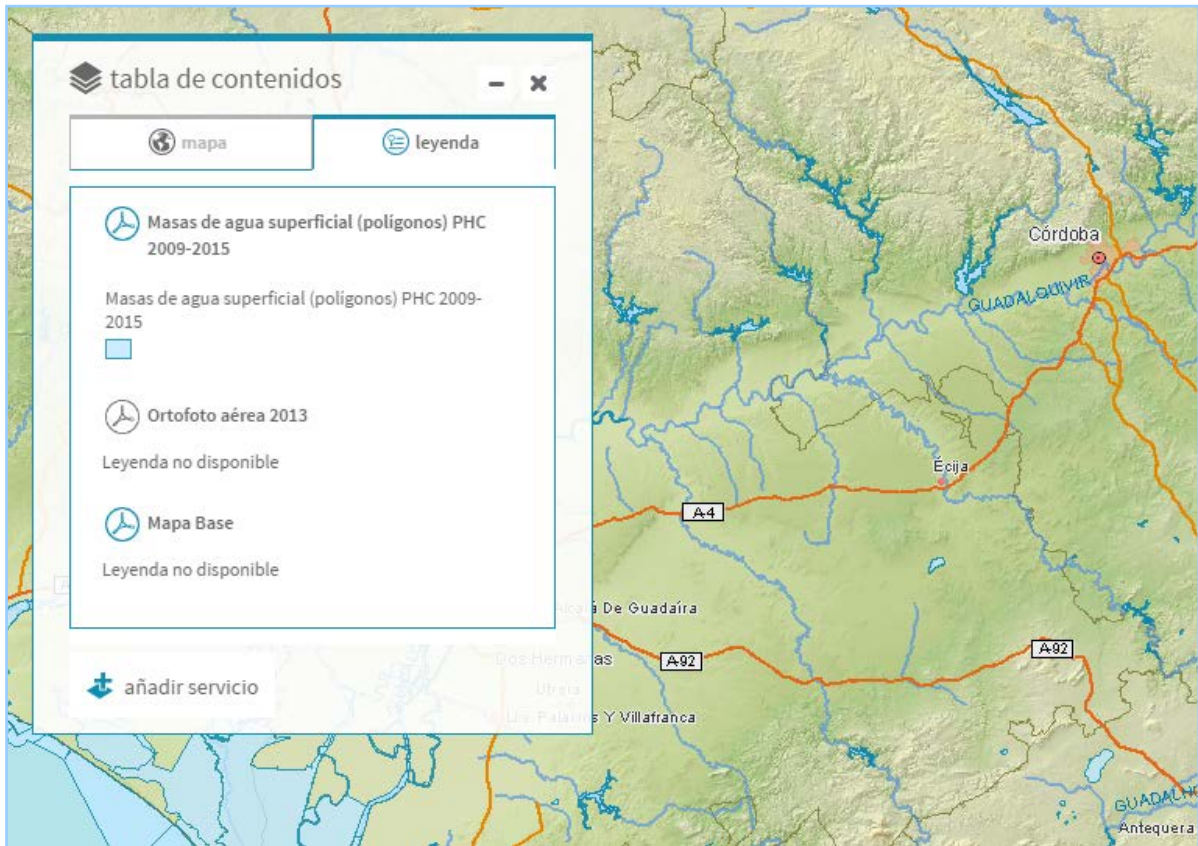 tabla de contenidos
mapa
leyenda
Masas de agua superficial (polígonos) PHC
2009-2015
Masas de agua superficial (polígonos) PHC 2009-
2015
Ortofoto aérea 2013
Leyenda no disponible
Mapa Base
Leyenda no disponible
añadir servicio
Córdoba
GUADALQUIVIR
Écija
A-4
Alcalá De Guadaíra
Dos Hermanas
A-92
A-92
Utrera
Los Palacios Y Villafranca
Antequera